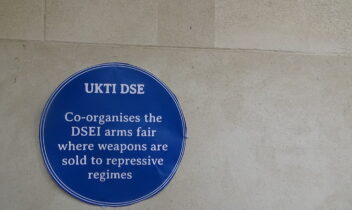 UKTI DSE
Co-organises the
DSEI arms fair
where weapons are
sold to repressive
regimes